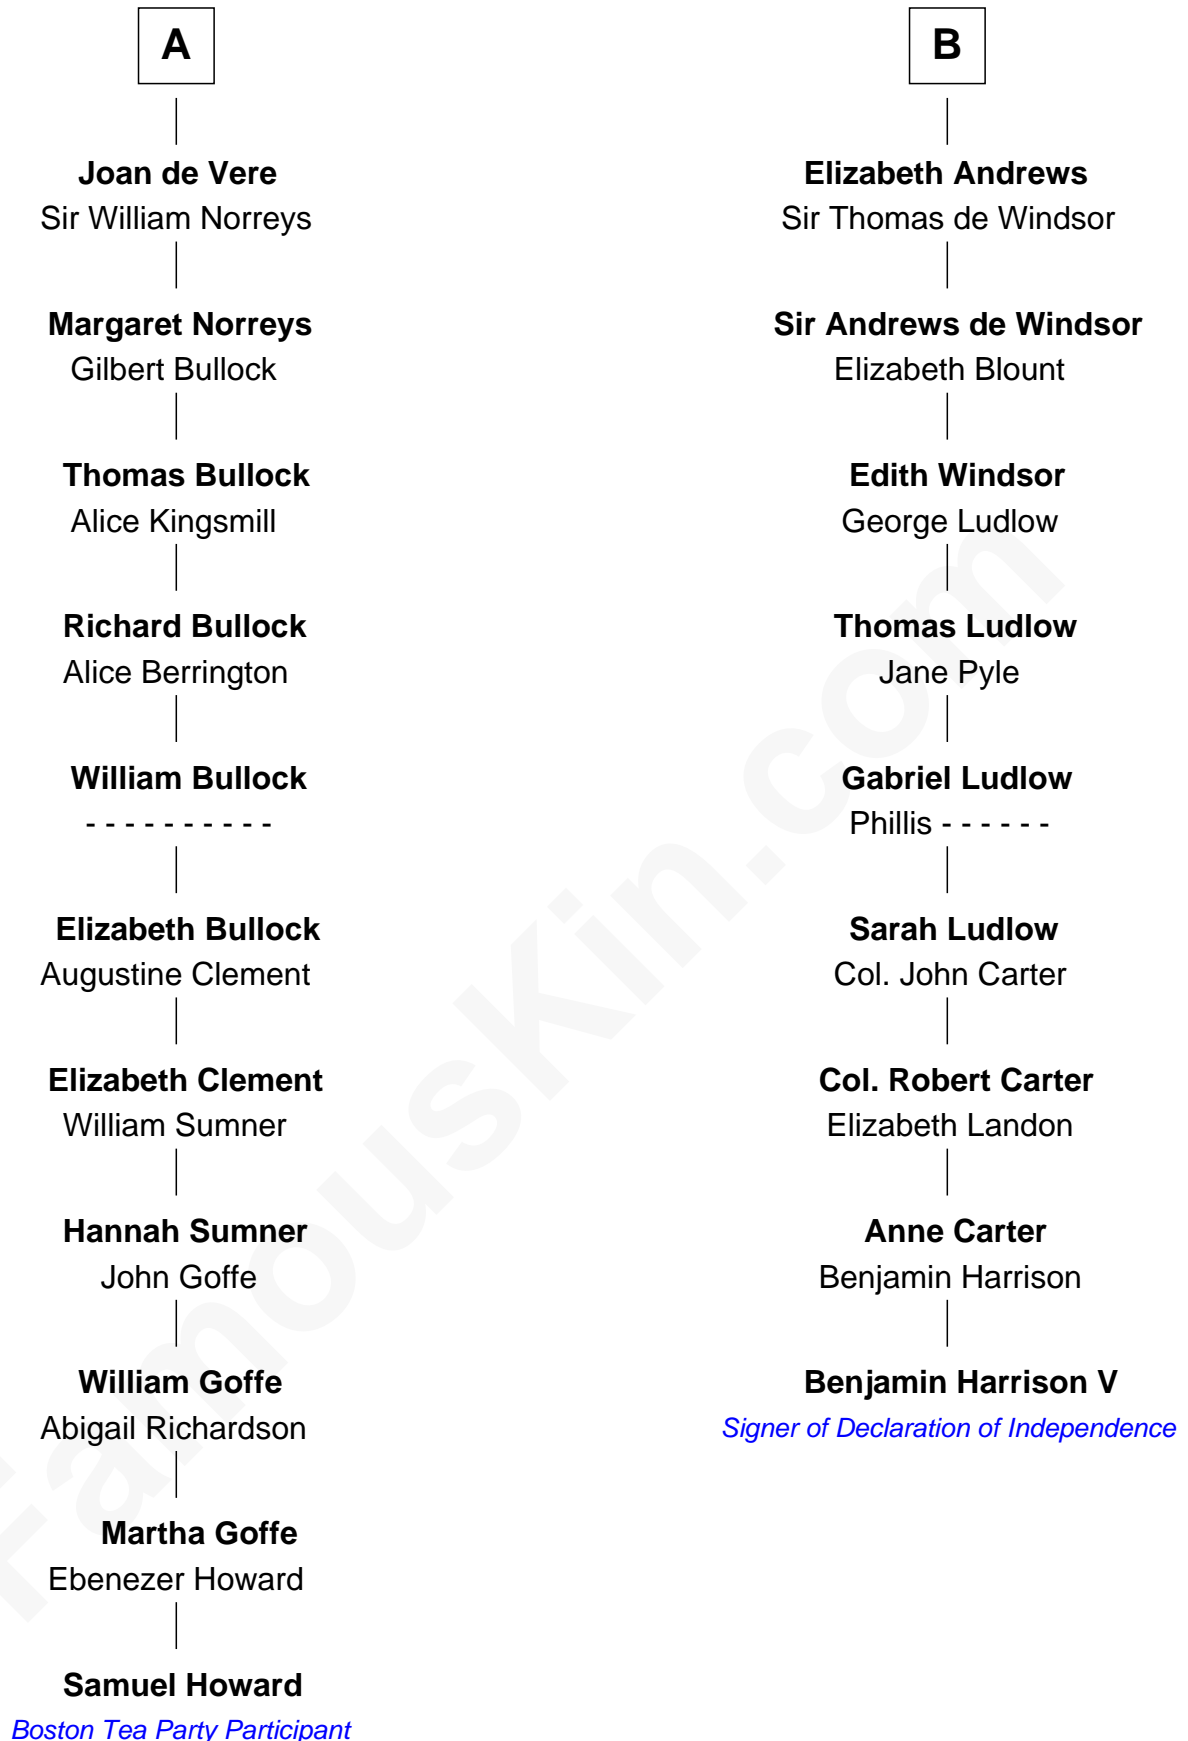 A
Joan de Vere
Sir William Norreys
Margaret Norreys
Gilbert Bullock
Thomas Bullock
Alice Kingsmill
Richard Bullock
Alice Berrington
William Bullock
- - - - - - - - - -
Elizabeth Bullock
Augustine Clement
Elizabeth Clement
William Sumner
Hannah Sumner
John Goffe
William Goffe
Abigail Richardson
Martha Goffe
Ebenezer Howard
Samuel Howard
Boston Tea Party Participant
B
Elizabeth Andrews
Sir Thomas de Windsor
Sir Andrews de Windsor
Elizabeth Blount
Edith Windsor
George Ludlow
Thomas Ludlow
Jane Pyle
Gabriel Ludlow
Phillis - - - - - -
Sarah Ludlow
Col. John Carter
Col. Robert Carter
Elizabeth Landon
Anne Carter
Benjamin Harrison
Benjamin Harrison V
Signer of Declaration of Independence
FamousKin.com